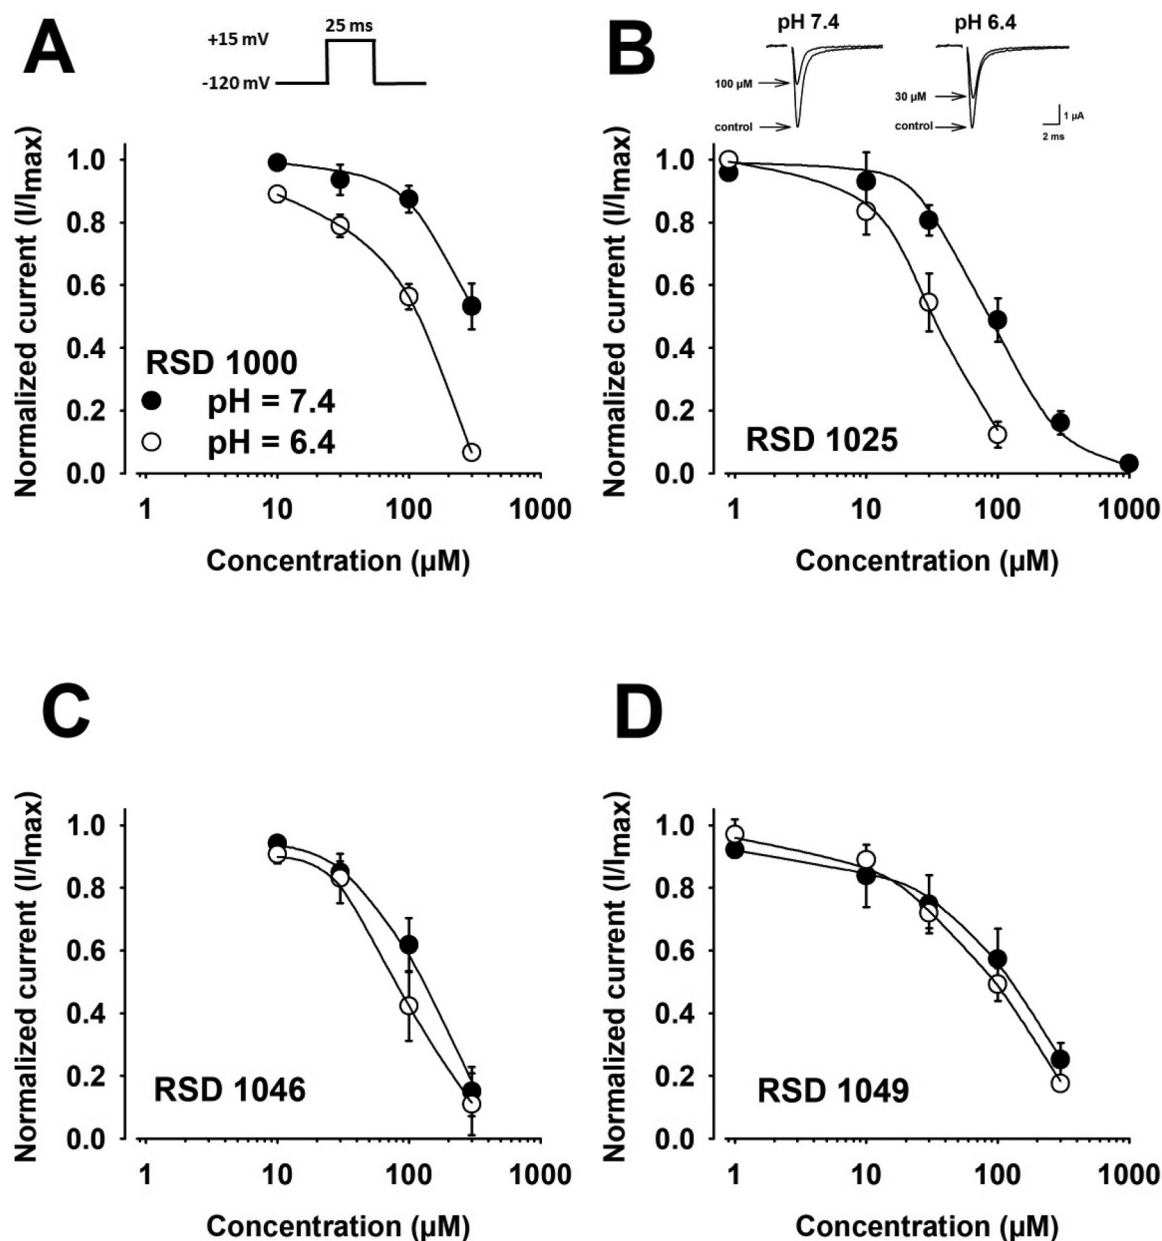 A
25 ms
+15 mV
-120 mV
Normalized current (I/Imax)
1.0
0.8
0.6
0.4
0.2
0.0
RSD 1000
pH = 7.4
pH = 6.4
1 10 100 1000
Concentration (µM)
B
pH 7.4 pH 6.4
100 µM
30 µM
control
control
1 µA
2 ms
Normalized current (I/Imax)
1.0
0.8
0.6
0.4
0.2
0.0
RSD 1025
1 10 100 1000
Concentration (µM)
C
Normalized current (I/Imax)
1.0
0.8
0.6
0.4
0.2
0.0
RSD 1046
1 10 100 1000
Concentration (µM)
D
Normalized current (I/Imax)
1.0
0.8
0.6
0.4
0.2
0.0
RSD 1049
1 10 100 1000
Concentration (µM)